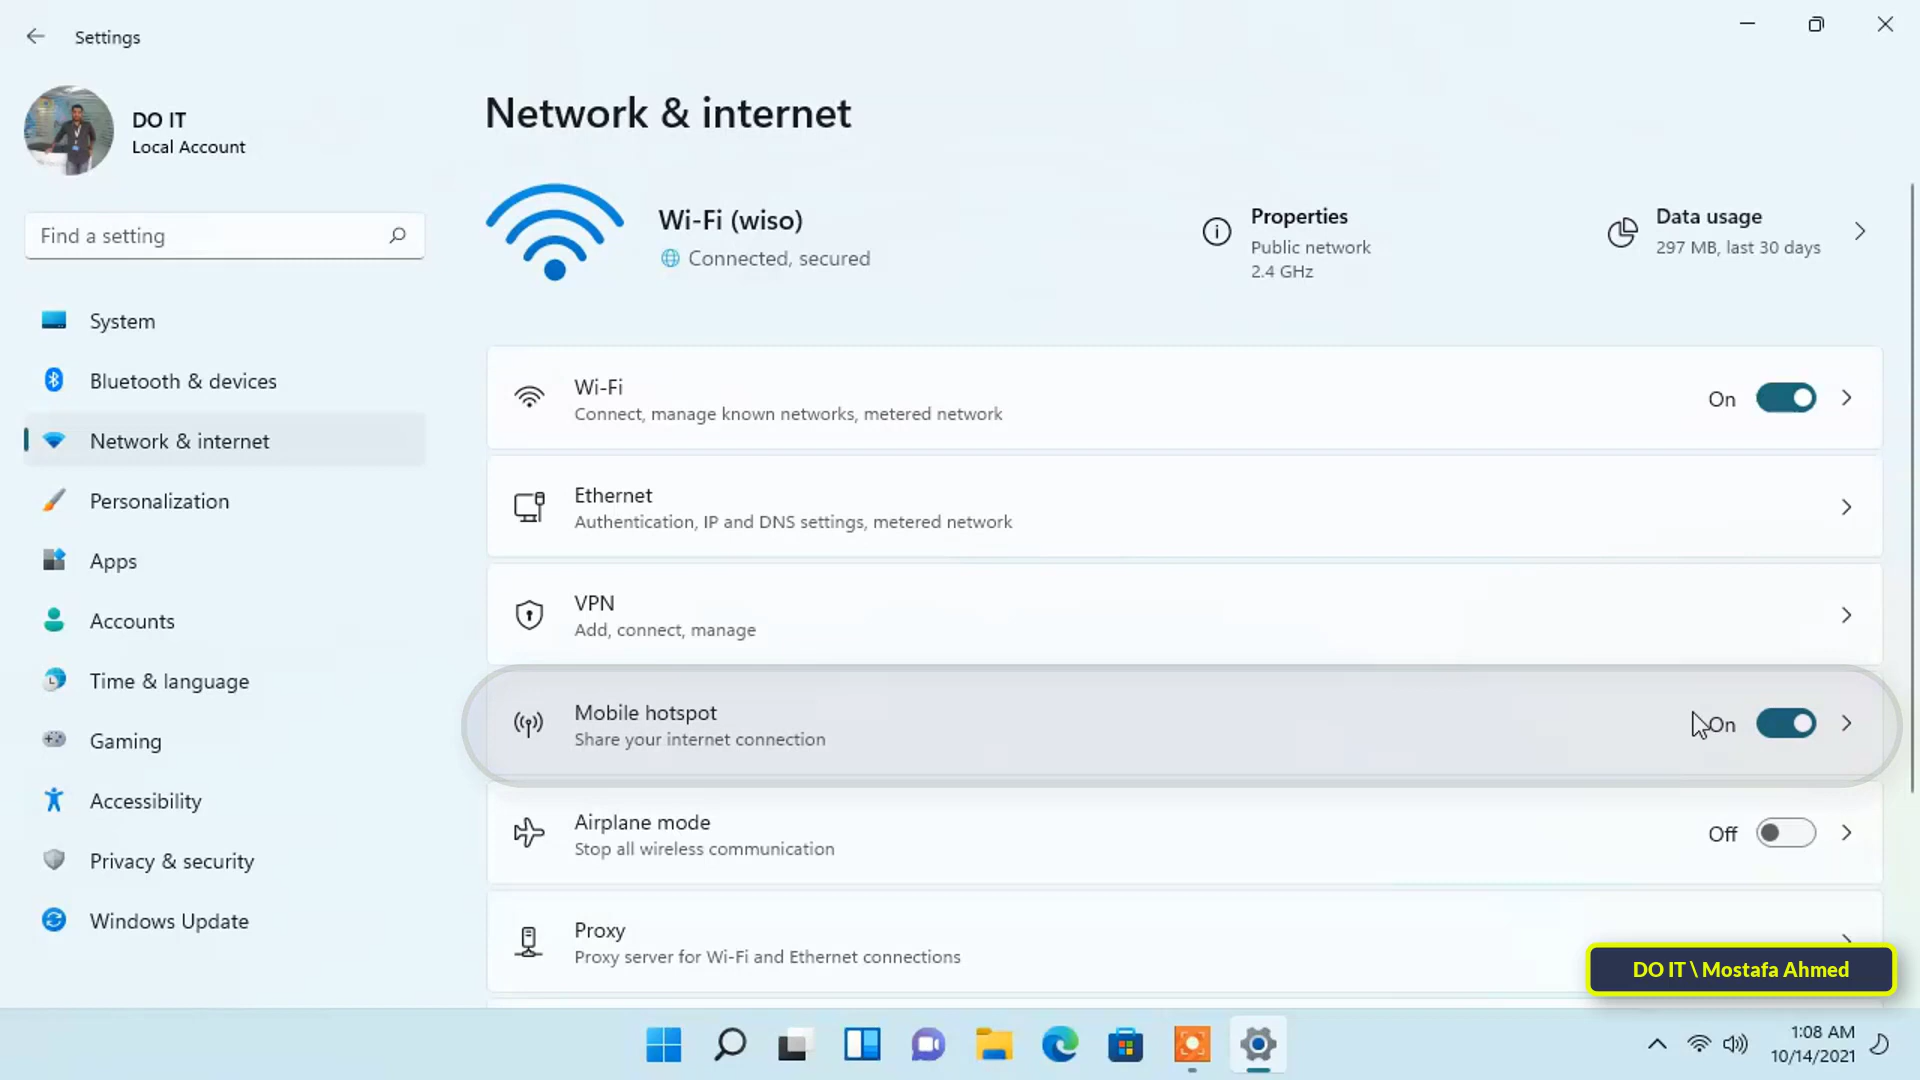 Settings
DO IT
Local Account
Find a setting
System
Bluetooth & devices
Network & internet
Personalization
Apps
Accounts
Time & language
Gaming
Accessibility
Privacy & security
Windows Update
Network & internet
Wi-Fi (wiso)
Connected, secured
Properties
Public network
2.4 GHz
Data usage
297 MB, last 30 days
Wi-Fi
Connect, manage known networks, metered network
On
Ethernet
Authentication, IP and DNS settings, metered network
VPN
Add, connect, manage
Mobile hotspot
Share your internet connection
On
Airplane mode
Stop all wireless communication
Off
Proxy
Proxy server for Wi-Fi and Ethernet connections
DO IT \ Mostafa Ahmed
1:08 AM
10/14/2021